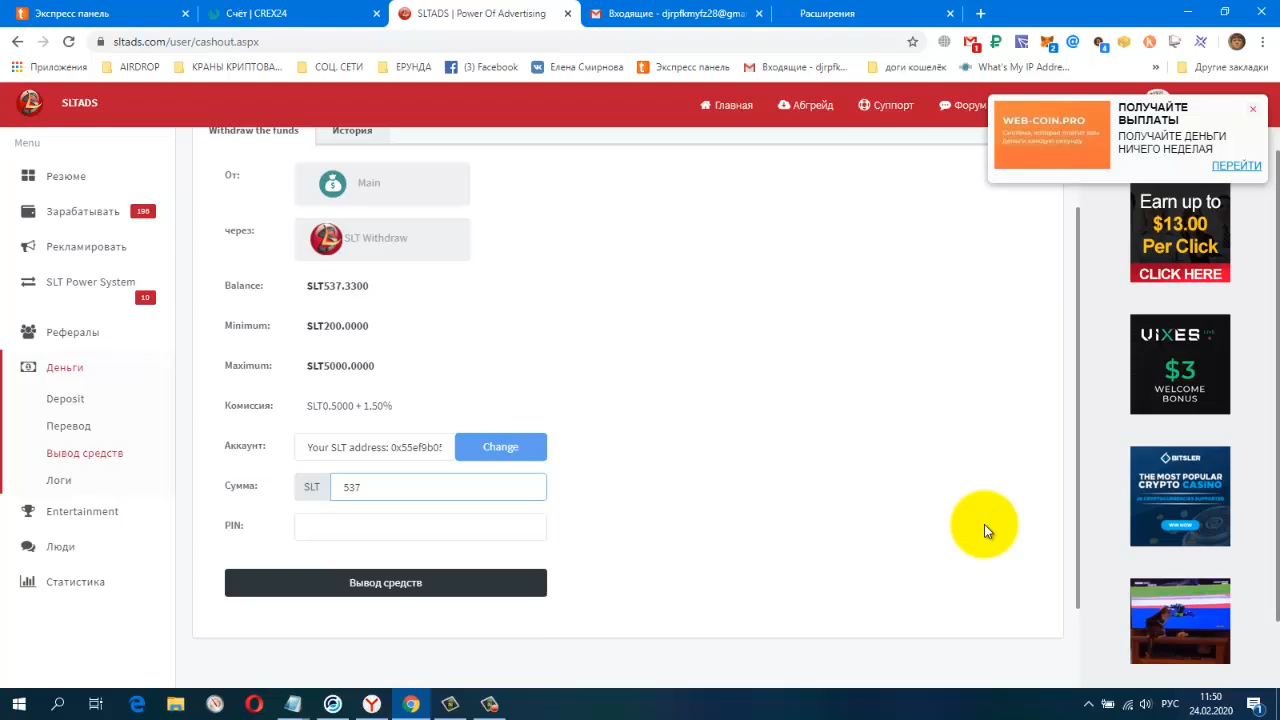 Экспресс панель
Счёт | CREX24
SLTADS | Power Of Advertising
Входящие - djrpfkmyfz28@gma
Расширения
sltads.com/user/cashout.aspx
Приложения
AIRDROP
КРАНЫ КРИПТОВА...
СОЦ. СЕТИ
ЕРУНДА
(3) Facebook
Елена Смирнова
Экспресс панель
Входящие - djrpfk...
доги кошелёк
What's My IP Addre...
»
Другие закладки
SLTADS
Главная
Абгрейд
Суппорт
Форум
WEB-COIN.PRO
ПОЛУЧАЙТЕ
ВЫПЛАТЫ
ПОЛУЧАЙТЕ ДЕНЬГИ
НИЧЕГО НЕДЕЛАЯ
ПЕРЕЙТИ
Menu
Резюме
Зарабатывать
196
Рекламировать
SLT Power System
10
Рефералы
Деньги
Deposit
Перевод
Вывод средств
Логи
Entertainment
Люди
Статистика
Withdraw the funds
История
От:
Main
через:
SLT Withdraw
Balance:
SLT537.3300
Minimum:
SLT200.0000
Maximum:
SLT5000.0000
Комиссия:
SLT0.5000 + 1.50%
Аккаунт:
Your SLT address: 0x55ef9b05
Change
Сумма:
SLT
537
PIN:
Вывод средств
Earn up to
$13.00
Per Click
CLICK HERE
ViXES
LIVE
$3
WELCOME
BONUS
BITSLER
THE MOST POPULAR
CRYPTO CASINO
WIN NOW
РУС
11:50
24.02.2020